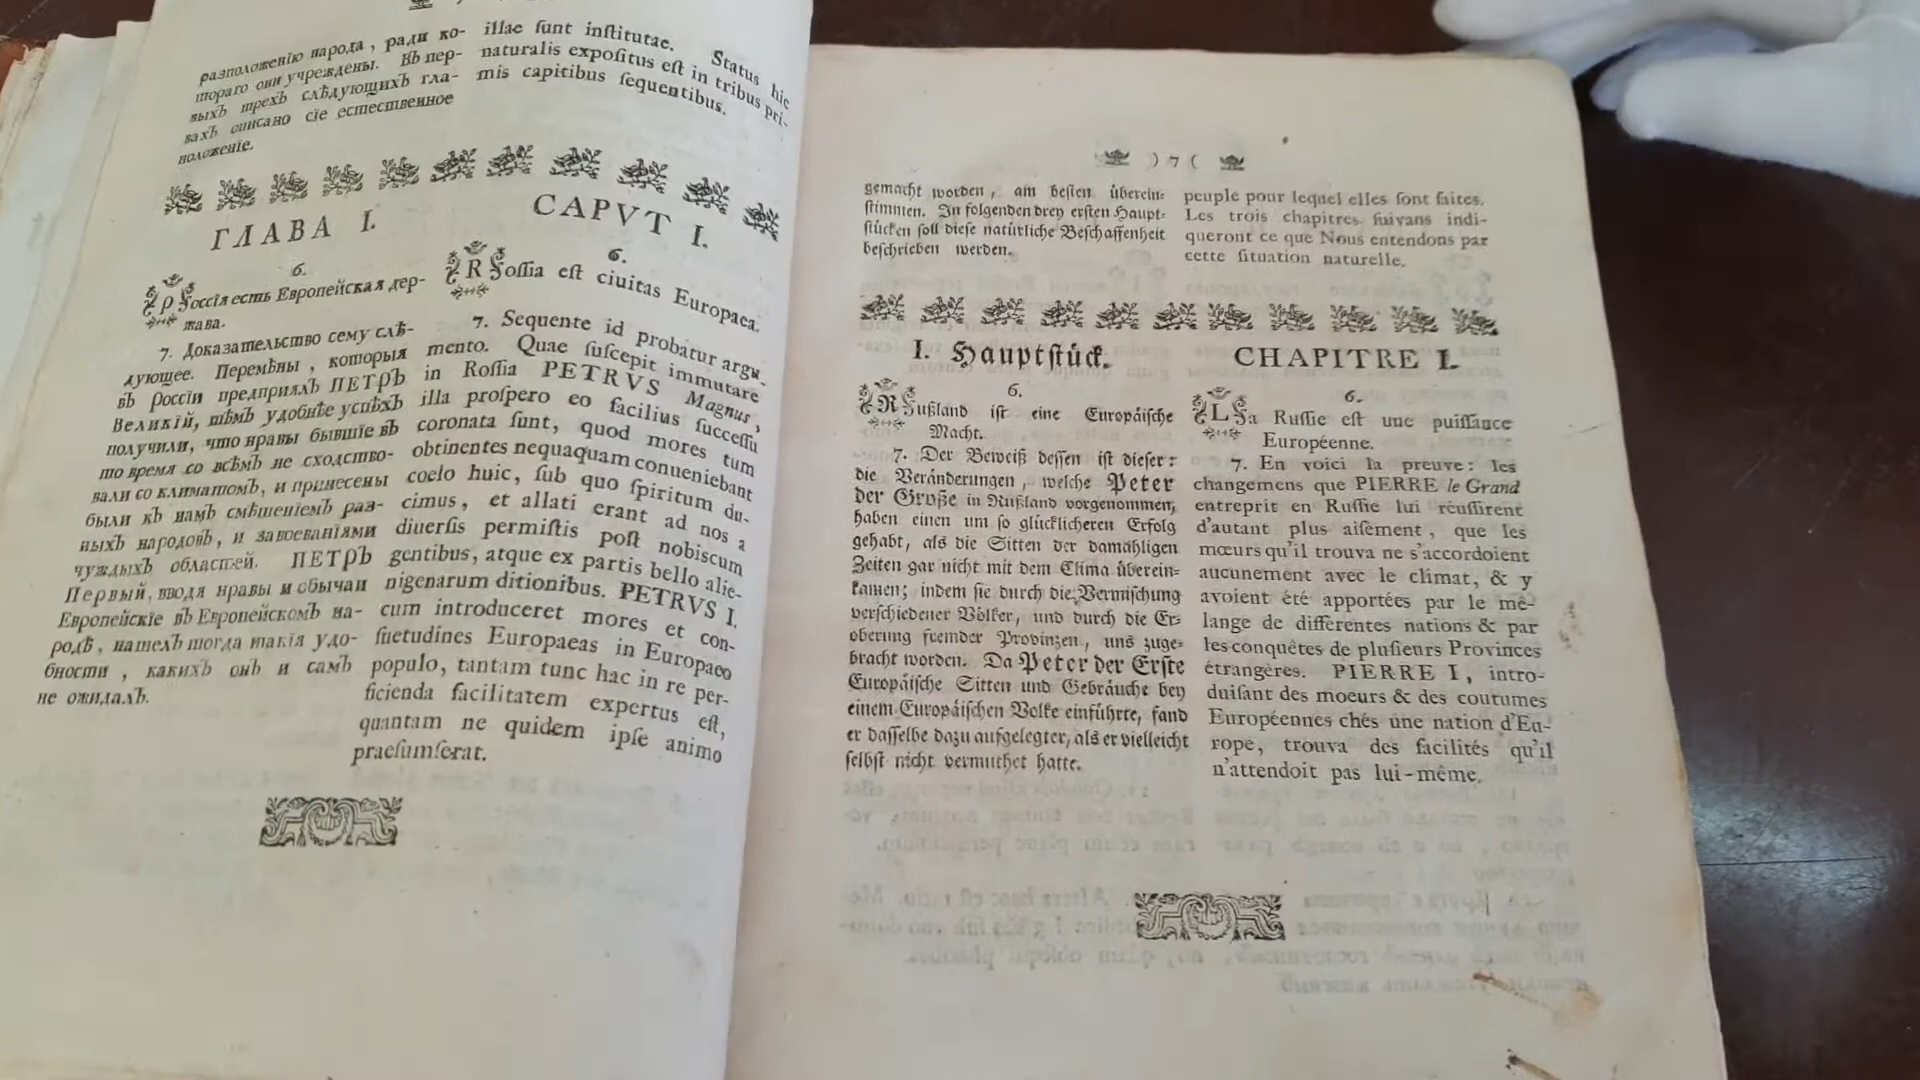 разположенїю народа, ради ко-
тораго они учреждены. Въ пер-
выхъ трехъ слѣдующихъ гла-
вахъ описано сїе естественное
положенїе.
ГЛАВА I.
6.
Россїя есть Европейская дер-
жава.
7. Доказательство сему слѣ-
дующее. Перемѣны, которыя
въ Россїи предприялъ ПЕТРЪ
Великїй, тѣмъ удобнѣе успѣхъ
получили, что нравы бывшїе въ
то время со всѣмъ не сходство-
вали со климатомъ, и принесены
были къ намъ смѣшенїемъ раз-
ныхъ народовъ, и завоеванїями
чуждыхъ областей. ПЕТРЪ
Первый, вводя нравы и обычаи
Европейскїе въ Европейскомъ на-
родѣ, нашелъ тогда такїя удо-
бности, какихъ онъ и самъ
не ожидалъ.
illae ſunt inſtitutae. Status hic
naturalis expoſitus eſt in tribus pri-
mis capitibus ſequentibus.
CAPVT I.
6.
Roſſia eſt ciuitas Europaea.
7. Sequente id probatur argu-
mento. Quae ſuſcepit immutare
in Roſſia PETRVS Magnus,
illa proſpero eo facilius ſucceſſu
coronata ſunt, quod mores tum
obtinentes nequaquam conueniebant
coelo huic, ſub quo ſpiritum du-
cimus, et allati erant ad nos a
diuerſis permiſtis poſt nobiscum
gentibus, atque ex partis bello alie-
nigenarum ditionibus. PETRVS I.
cum introduceret mores et con-
ſuetudines Europaeas in Europaeo
populo, tantam tunc hac in re per-
ficienda facilitatem expertus eſt,
quantam ne quidem ipſe animo
praeſumſerat.
) 7 (
gemacht worden, am beſten überein-
ſtimmen. In folgenden drey erſten Haupt-
ſtücken ſoll dieſe natürliche Beſchaffenheit
beſchrieben werden.
I. Hauptſtück.
6.
Rußland iſt eine Europäiſche
Macht.
7. Der Beweiß deſſen iſt dieſer:
die Veränderungen, welche Peter
der Große in Rußland vorgenommen,
haben einen um ſo glücklicheren Erfolg
gehabt, als die Sitten der damahligen
Zeiten gar nicht mit dem Clima überein-
kamen; indem ſie durch die Vermiſchung
verſchiedener Völker, und durch die Er-
oberung fremder Provinzen, uns zuge-
bracht worden. Da Peter der Erſte
Europäiſche Sitten und Gebräuche bey
einem Europäiſchen Volke einführte, fand
er daſſelbe dazu aufgelegter, als er vielleicht
ſelbſt nicht vermuthet hatte.
peuple pour lequel elles ſont faites.
Les trois chapitres ſuivans indi-
queront ce que Nous entendons par
cette ſituation naturelle.
CHAPITRE I.
6.
La Ruſſie eſt une puiſſance
Européenne.
7. En voici la preuve: les
changemens que PIERRE le Grand
entreprit en Ruſſie lui réuſſirent
d'autant plus aiſément, que les
mœurs qu'il trouva ne s'accordoient
aucunement avec le climat, & y
avoient été apportées par le mé-
lange de différentes nations & par
les conquêtes de pluſieurs Provinces
étrangères. PIERRE I, intro-
duiſant des moeurs & des coutumes
Européennes chés une nation d'Eu-
rope, trouva des facilités qu'il
n'attendoit pas lui-même.